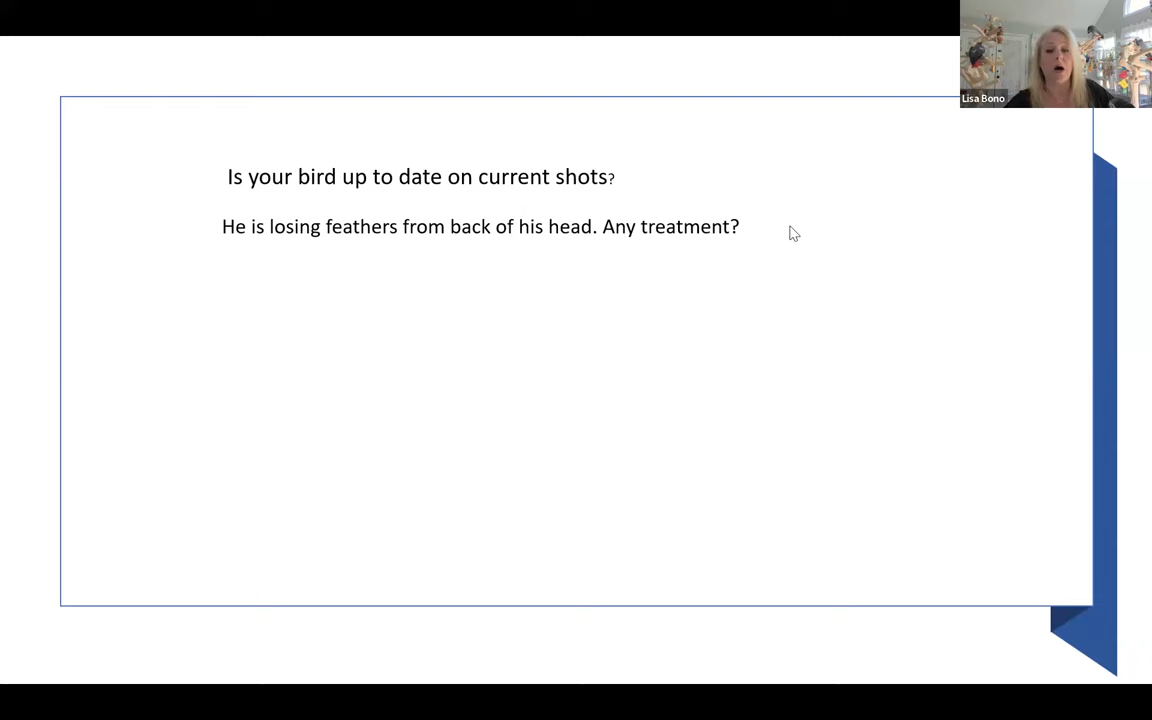 Lisa Bono
Is your bird up to date on current shots?
He is losing feathers from back of his head. Any treatment?